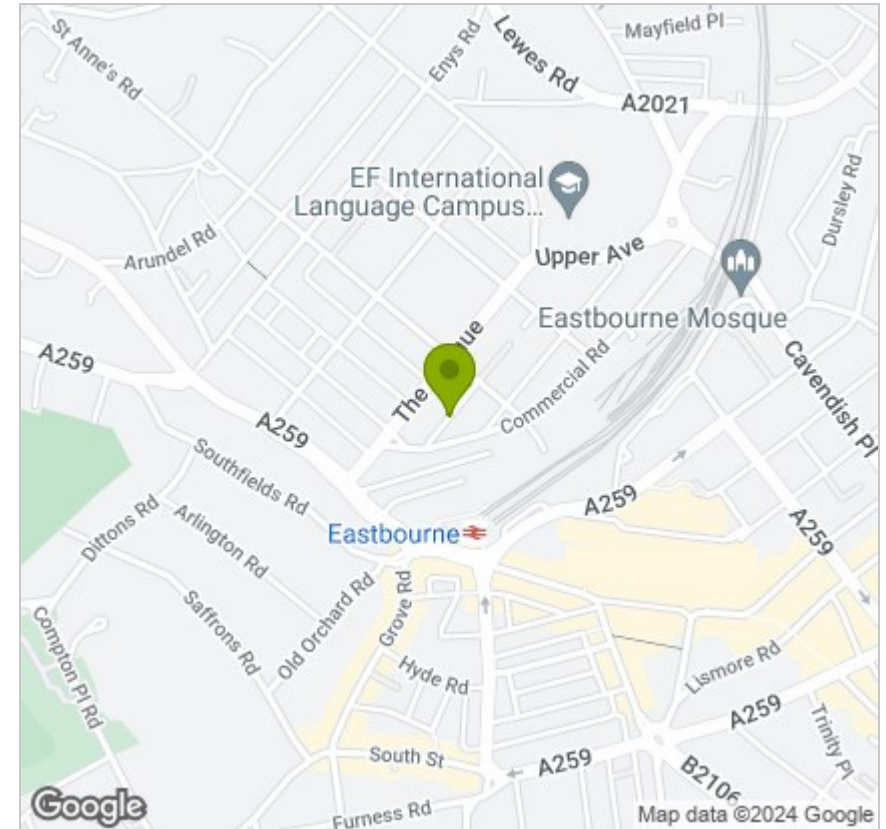 St Anne's Rd
Enys Rd
Lewes Rd
Mayfield Pl
A2021
EF International
Language Campus...
Dursley Rd
Arundel Rd
Upper Ave
Eastbourne Mosque
A259
The
ue
Commercial Rd
Cavendish Pl
A259
Southfields Rd
A259
Dittons Rd
Arlington Rd
Eastbourne
A259
Saffrons Rd
Old Orchard Rd
Grove Rd
Compton Pl Rd
Hyde Rd
Lismore Rd
A259
Trinity Pl
South St
A259
B2106
Furness Rd
Google
Map data ©2024 Google